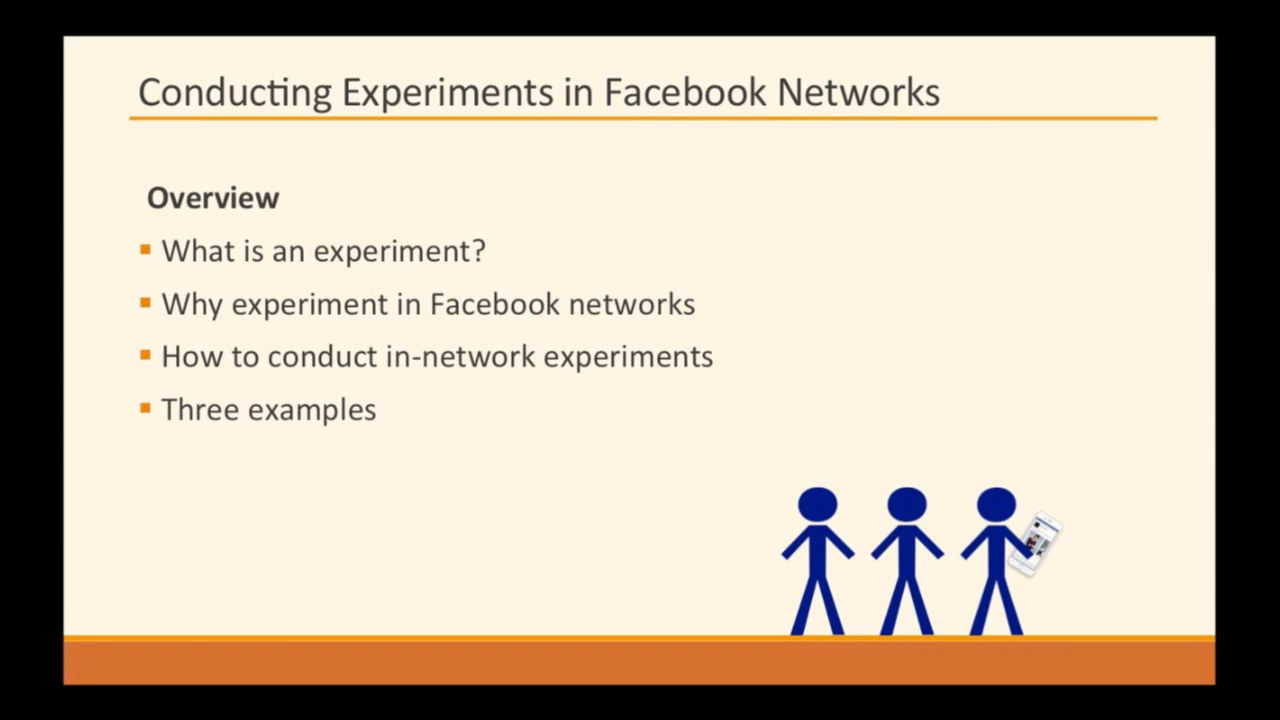 Conducting Experiments in Facebook Networks
Overview
What is an experiment?
Why experiment in Facebook networks
How to conduct in-network experiments
Three examples